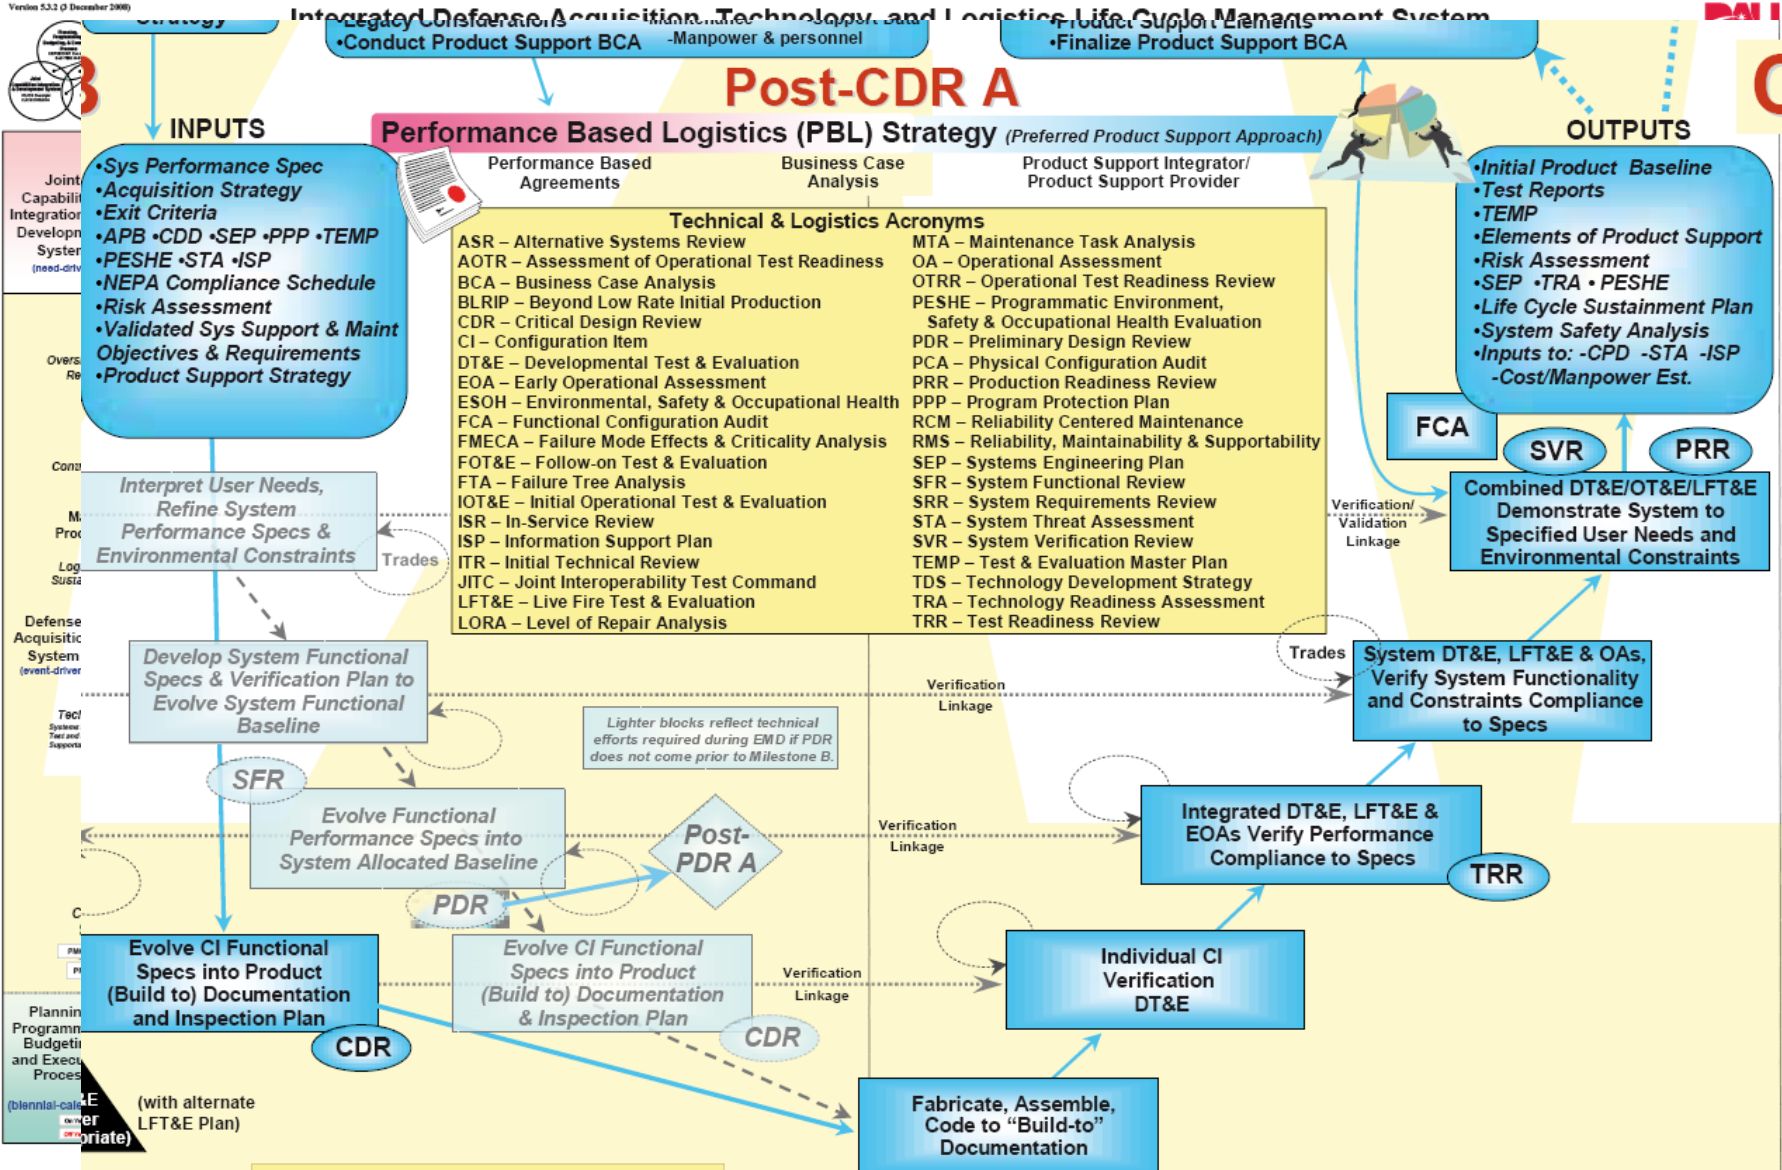 Version 5.3.2 (3 December 2008)
Integrated Defense Acquisition, Technology, and Logistics Life Cycle Management System
Strategy
•Legacy Considerations
•Conduct Product Support BCA
-Manpower & personnel
•Product Support Elements
•Finalize Product Support BCA
Post-CDR A
INPUTS
•Sys Performance Spec
•Acquisition Strategy
•Exit Criteria
•APB •CDD •SEP •PPP •TEMP
•PESHE •STA •ISP
•NEPA Compliance Schedule
•Risk Assessment
•Validated Sys Support & Maint
Objectives & Requirements
•Product Support Strategy
Performance Based Logistics (PBL) Strategy (Preferred Product Support Approach)
Performance Based
Agreements
Business Case
Analysis
Product Support Integrator/
Product Support Provider
OUTPUTS
•Initial Product Baseline
•Test Reports
•TEMP
•Elements of Product Support
•Risk Assessment
•SEP •TRA • PESHE
•Life Cycle Sustainment Plan
•System Safety Analysis
•Inputs to: -CPD -STA -ISP
-Cost/Manpower Est.
Technical & Logistics Acronyms
ASR – Alternative Systems Review
AOTR – Assessment of Operational Test Readiness
BCA – Business Case Analysis
BLRIP – Beyond Low Rate Initial Production
CDR – Critical Design Review
CI – Configuration Item
DT&E – Developmental Test & Evaluation
EOA – Early Operational Assessment
ESOH – Environmental, Safety & Occupational Health
FCA – Functional Configuration Audit
FMECA – Failure Mode Effects & Criticality Analysis
FOT&E – Follow-on Test & Evaluation
FTA – Failure Tree Analysis
IOT&E – Initial Operational Test & Evaluation
ISR – In-Service Review
ISP – Information Support Plan
ITR – Initial Technical Review
JITC – Joint Interoperability Test Command
LFT&E – Live Fire Test & Evaluation
LORA – Level of Repair Analysis
MTA – Maintenance Task Analysis
OA – Operational Assessment
OTRR – Operational Test Readiness Review
PESHE – Programmatic Environment,
Safety & Occupational Health Evaluation
PDR – Preliminary Design Review
PCA – Physical Configuration Audit
PRR – Production Readiness Review
PPP – Program Protection Plan
RCM – Reliability Centered Maintenance
RMS – Reliability, Maintainability & Supportability
SEP – Systems Engineering Plan
SFR – System Functional Review
SRR – System Requirements Review
STA – System Threat Assessment
SVR – System Verification Review
TEMP – Test & Evaluation Master Plan
TDS – Technology Development Strategy
TRA – Technology Readiness Assessment
TRR – Test Readiness Review
FCA
SVR
PRR
Combined DT&E/OT&E/LFT&E
Demonstrate System to
Specified User Needs and
Environmental Constraints
Verification/
Validation
Linkage
Interpret User Needs,
Refine System
Performance Specs &
Environmental Constraints
Trades
Trades
System DT&E, LFT&E & OAs,
Verify System Functionality
and Constraints Compliance
to Specs
Develop System Functional
Specs & Verification Plan to
Evolve System Functional
Baseline
Verification
Linkage
Lighter blocks reflect technical
efforts required during EMD if PDR
does not come prior to Milestone B.
SFR
Evolve Functional
Performance Specs into
System Allocated Baseline
PDR
Post-
PDR A
Verification
Linkage
Integrated DT&E, LFT&E &
EOAs Verify Performance
Compliance to Specs
TRR
Evolve CI Functional
Specs into Product
(Build to) Documentation
and Inspection Plan
CDR
Evolve CI Functional
Specs into Product
(Build to) Documentation
& Inspection Plan
CDR
Verification
Linkage
Individual CI
Verification
DT&E
Fabricate, Assemble,
Code to “Build-to”
Documentation
(with alternate
LFT&E Plan)
Joint
Defense
System
(event-driven